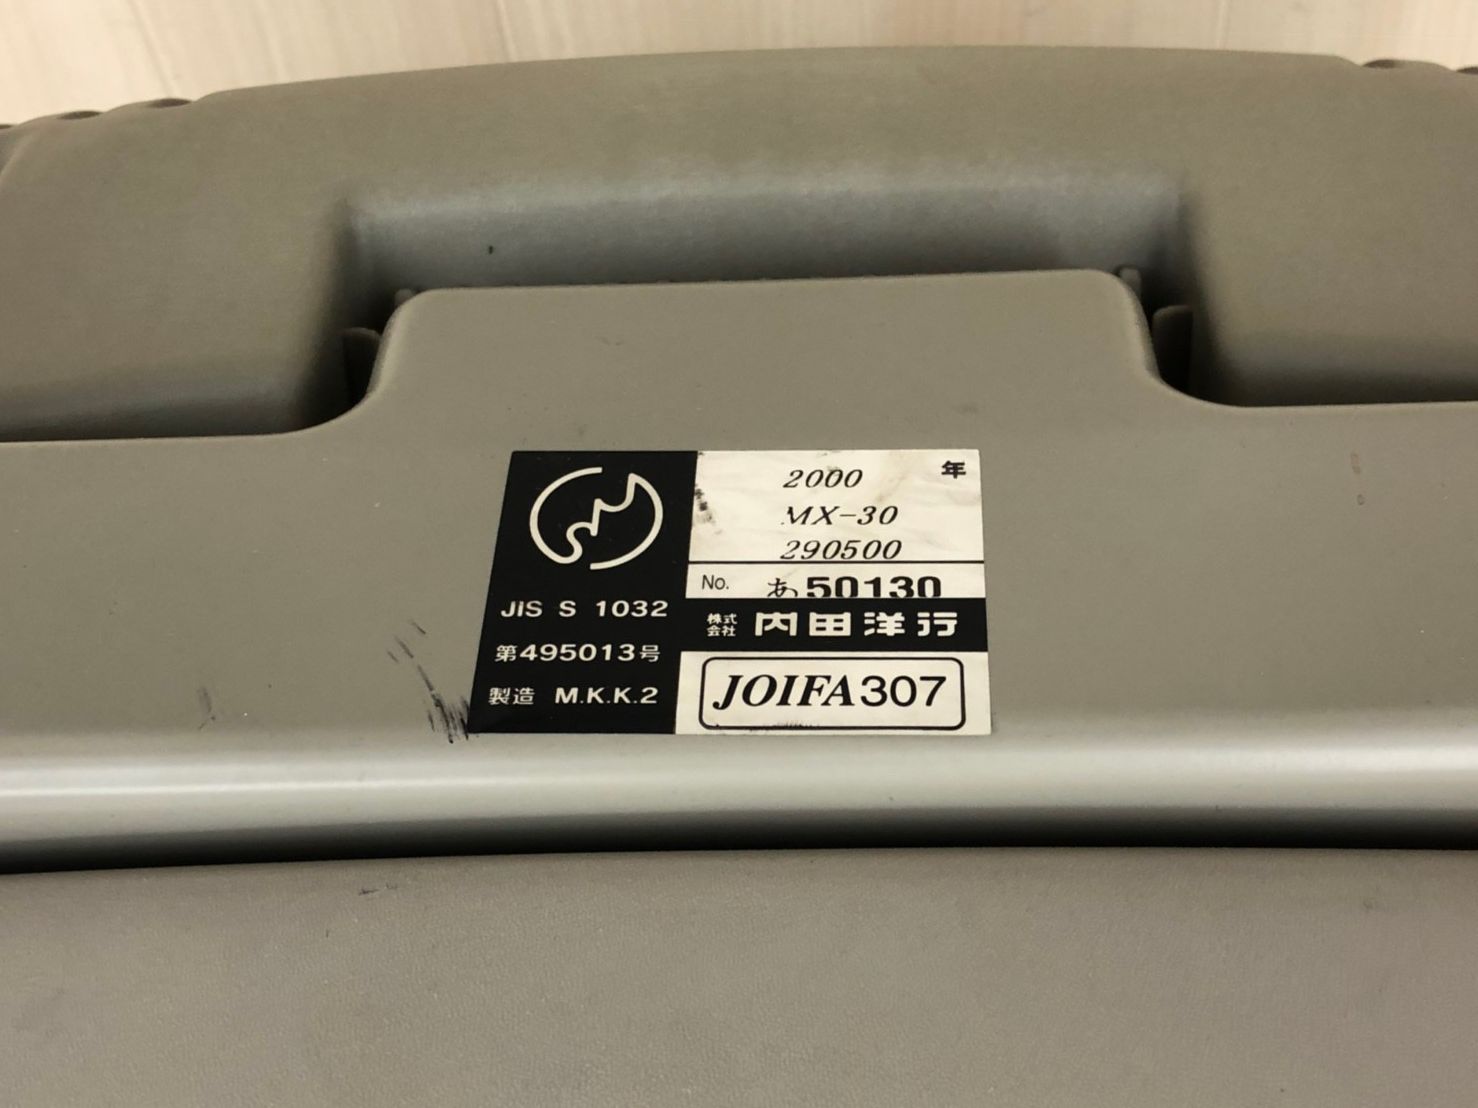 JIS S 1032
第495013号
製造 M.K.K.2
2000 年
MX-30
290500
No. あ50130
株式会社 内田洋行
JOIFA307